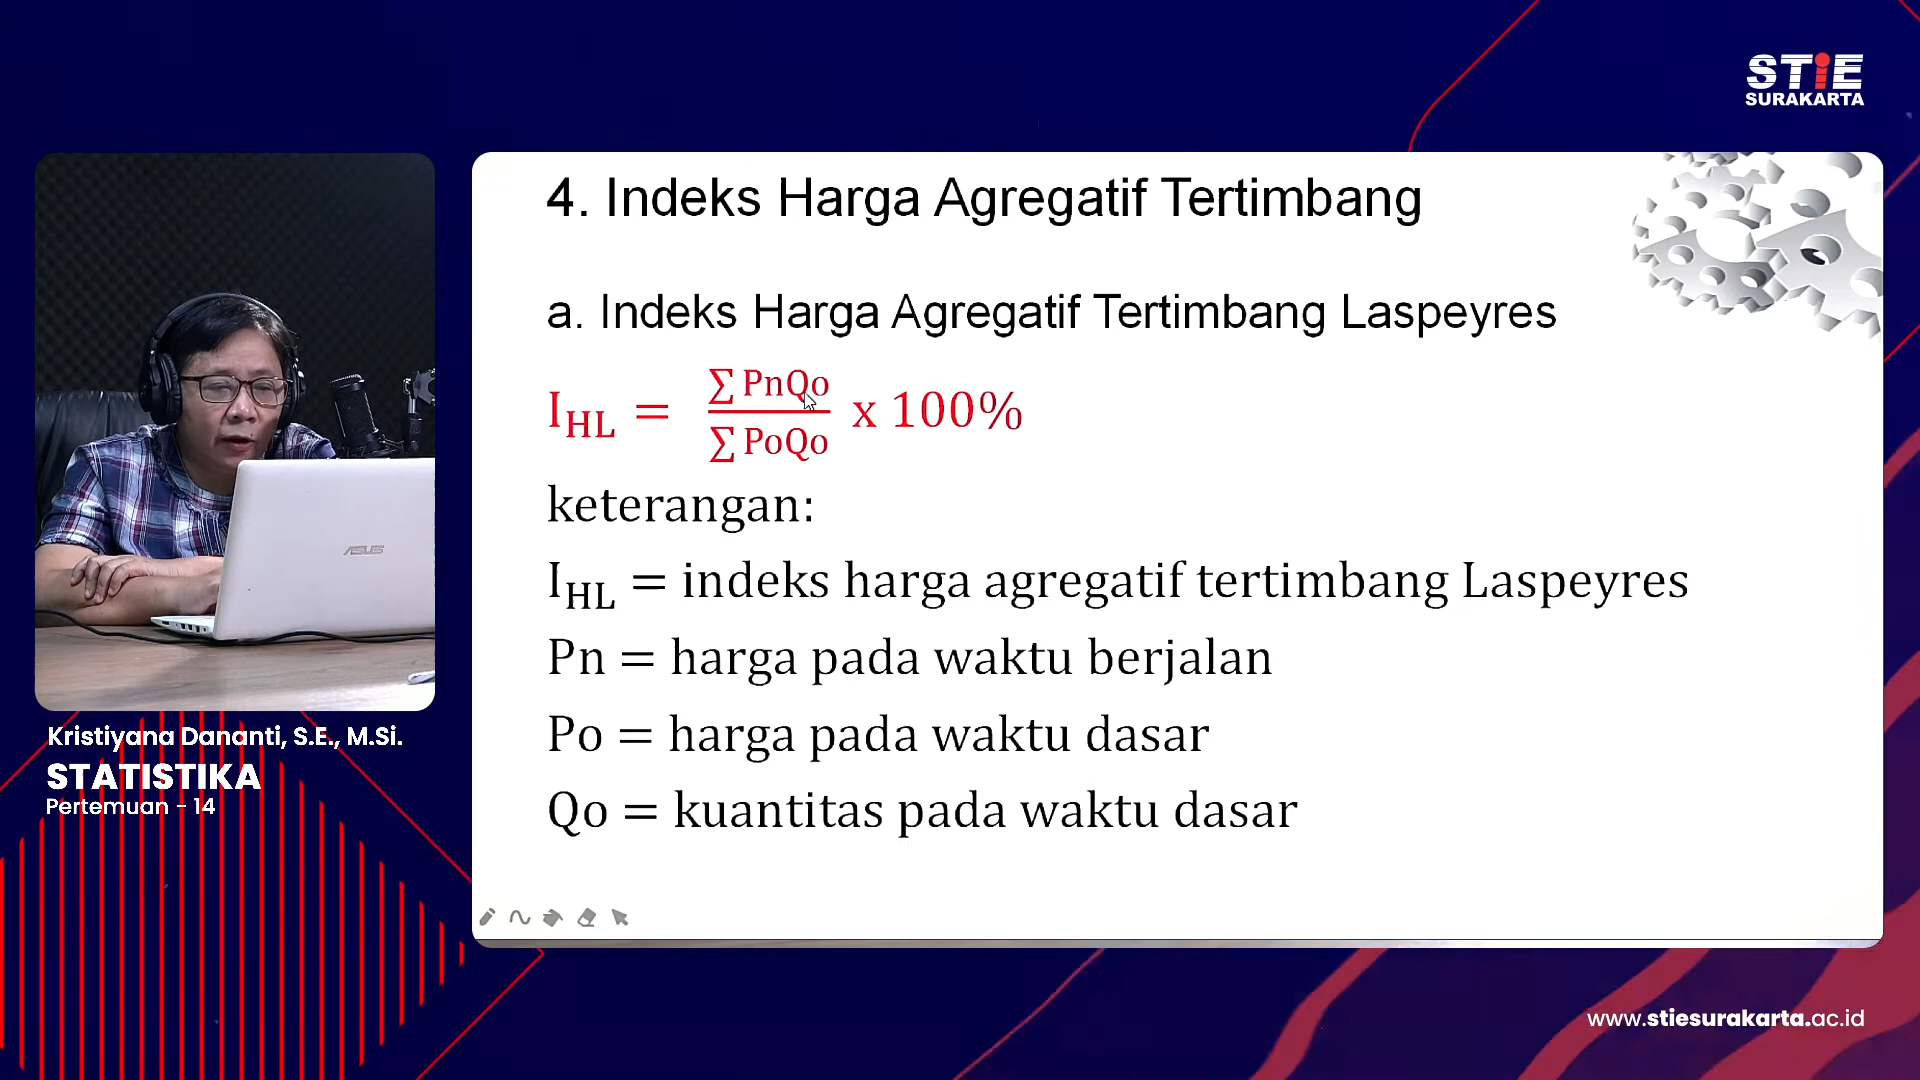 STiE
SURAKARTA
4. Indeks Harga Agregatif Tertimbang
a. Indeks Harga Agregatif Tertimbang Laspeyres
I_HL = ∑ PnQo / ∑ PoQo x 100%
keterangan:
I_HL = indeks harga agregatif tertimbang Laspeyres
Pn = harga pada waktu berjalan
Po = harga pada waktu dasar
Qo = kuantitas pada waktu dasar
ASUS
Kristiyana Dananti, S.E., M.Si.
STATISTIKA
Pertemuan - 14
www.stiesurakarta.ac.id